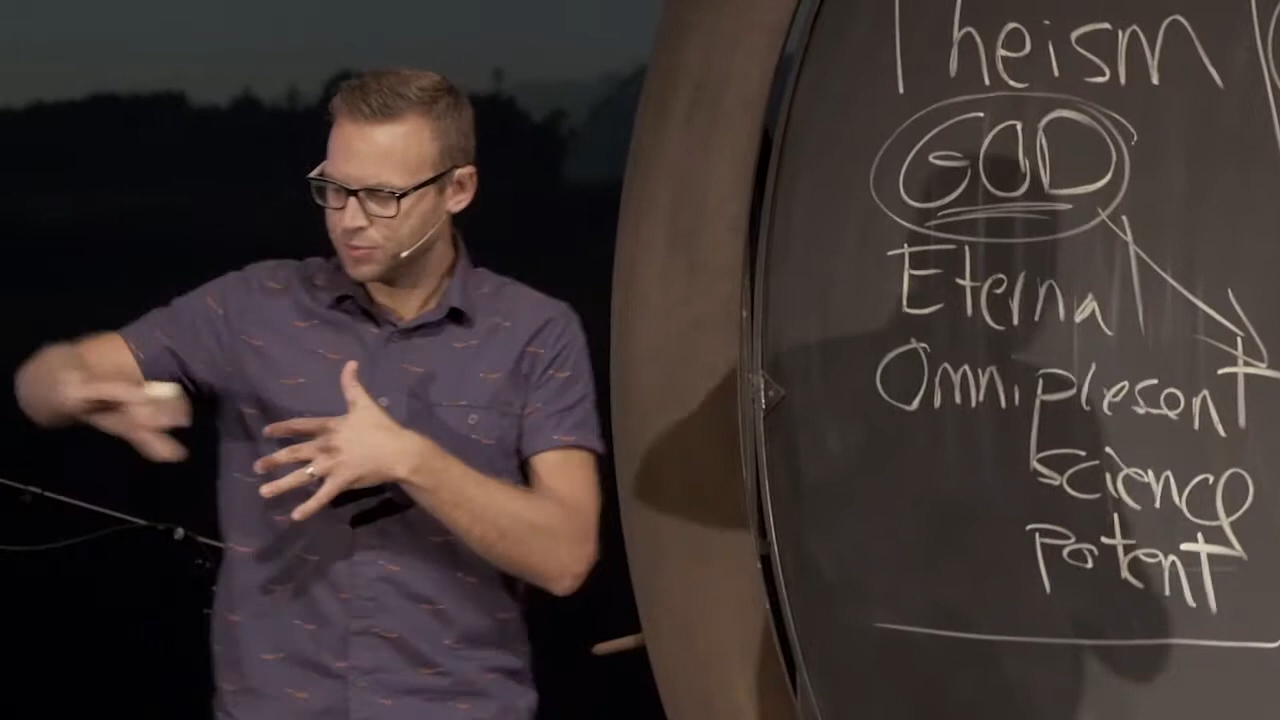 Theism
GOD
Eternal
Omnipresent
science
potent